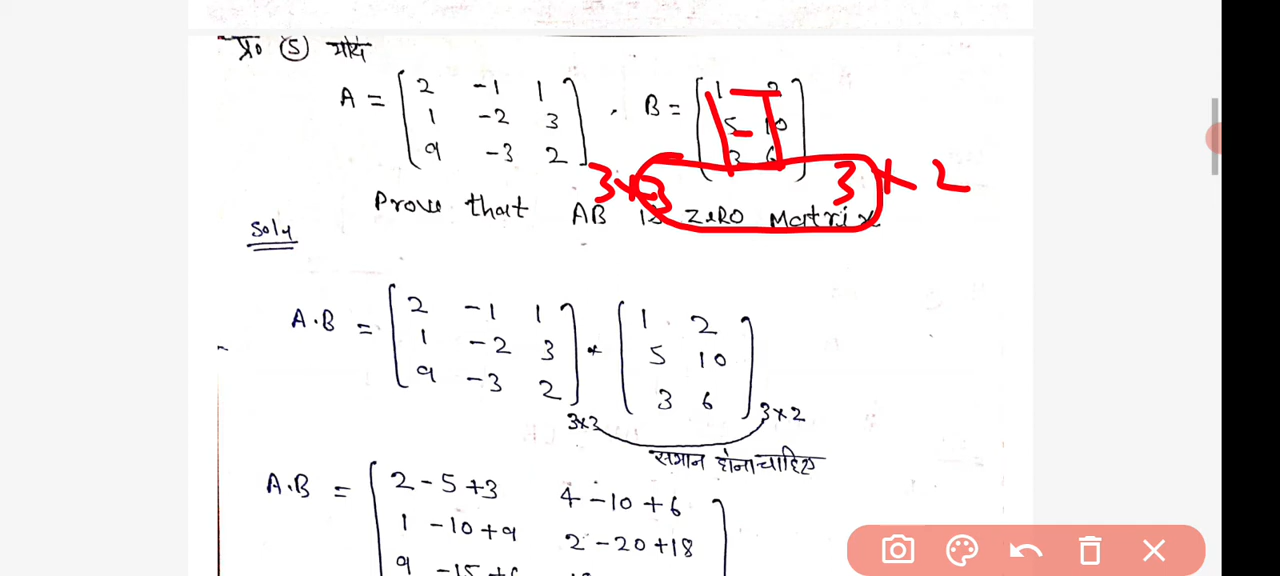 प्र० (5) यदि
A = [ 2 -1 1 , B = [ 1 2
1 -2 3 5 10
9 -3 2 ] 3 6 ]
3×3 3 × 2
Prove that AB is zero Matrix
Soln
A.B = [ 2 -1 1 ] * [ 1 2 ]
1 -2 3 5 10
9 -3 2 3 6
3×3 3×2
समान होना चाहिए
A.B = [ 2-5+3 4-10+6 ]
1-10+9 2-20+18
9 -15+6